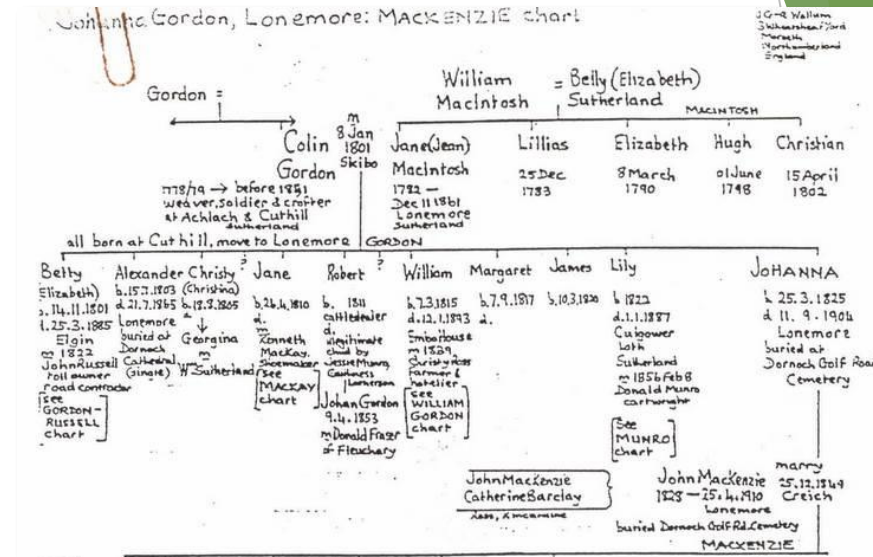 Johanna Gordon, Lonemore: MACKENZIE chart
J G-R Wallum
Morpeth
Northumberland
England
William MacIntosh = Betty (Elizabeth) Sutherland
MACINTOSH
Gordon =
Colin Gordon
m 8 Jan 1801 Skibo
1778/79 → before 1851
weaver, soldier & crofter
at Achlach & Cuthill
Sutherland
Jane (Jean) MacIntosh
1782 —
Dec 11 1861
Lonemore
Sutherland
Lillias
25 Dec
1783
Elizabeth
8 March
1790
Hugh
01 June
1798
Christian
15 April
1802
all born at Cuthill, move to Lonemore GORDON
Betty
Elizabeth)
b. 14.11.1801
d. 25.3.1885
Elgin
m 1822
John Russell
toll owner
road contractor
[see
GORDON-
RUSSELL
chart]
Alexander
b. 15.7.1803
d 21.7.1865
Lonemore
buried at
Dornoch
Cathedral
(single)
Christy ?
(Christina)
b. 18.8.1805
↓
Georgina
m
W Sutherland
Jane
b. 26.4.1810
d.
m
Kenneth
Mackay,
Shoemaker
[see
MACKAY
chart]
Robert ?
b. 1811
cattledealer
d.
illegitimate
child by
Jesse Munro,
Johan Gordon
9.4.1853
m Donald Fraser
of Fleuchary
William
b. 7.3.1815
d. 12.1.1893
Embo House
m 1839
Christy Ross
Farmer &
hotelier
[see
WILLIAM
GORDON
chart]
Margaret
b. 7.9.1817
d.
James
b. 10.3.1820
Lily
b 1822
d. 1.1.1887
Culgower
Loth
Sutherland
m 1856 Feb 8
Donald Munro
cartwright
[see
MUNRO
chart]
JOHANNA
b 25.3.1825
d 11.9.1904
Lonemore
buried at
Dornoch Golf Road
Cemetery
John Mackenzie
Catherine Barclay
Ross, Kincardine
John Mackenzie
1828 — 25.4.1910
Lonemore
buried Dornoch Golf Rd. Cemetery
marry
25.12.1849
Creich
MACKENZIE